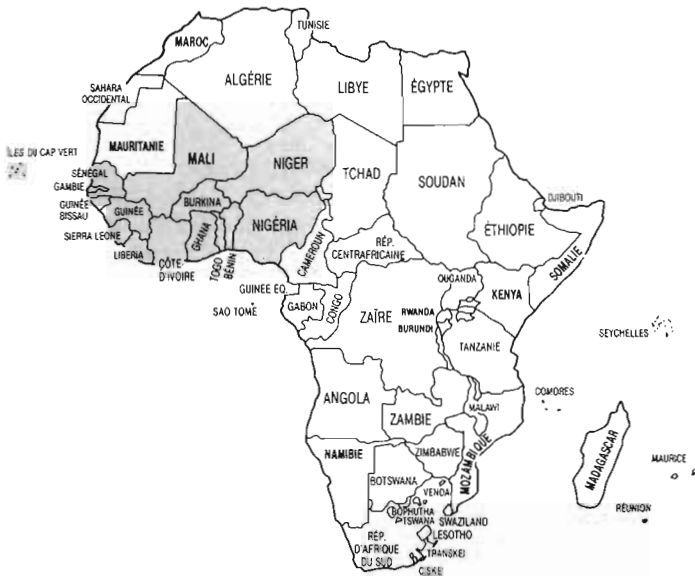 TUNISIE
MAROC
ALGÉRIE
LIBYE
ÉGYPTE
SAHARA
OCCIDENTAL
MAURITANIE
MALI
NIGER
TCHAD
SOUDAN
ÎLES DU CAP VERT
SÉNÉGAL
GAMBIE
GUINÉE
BISSAU
GUINÉE
SIERRA LEONE
LIBERIA
CÔTE-
D'IVOIRE
BURKINA
GHANA
TOGO
BÉNIN
NIGÉRIA
CAMEROUN
RÉP.
CENTRAFRICAINE
DJIBOUTI
ÉTHIOPIE
SOMALIE
GUINEE EQ.
SAO TOME
GABON
CONGO
ZAÏRE
OUGANDA
RWANDA
BURUNDI
KENYA
TANZANIE
SEYCHELLES
COMORES
ANGOLA
ZAMBIE
MALAWI
MOZAMBIQUE
ZIMBABWE
NAMIBIE
BOTSWANA
VENDA
BOPHUTHA
TSWANA
SWAZILAND
LESOTHO
RÉP.
D'AFRIQUE
DU SUD
TRANSKEI
CISKEI
MADAGASCAR
MAURICE
RÉUNION